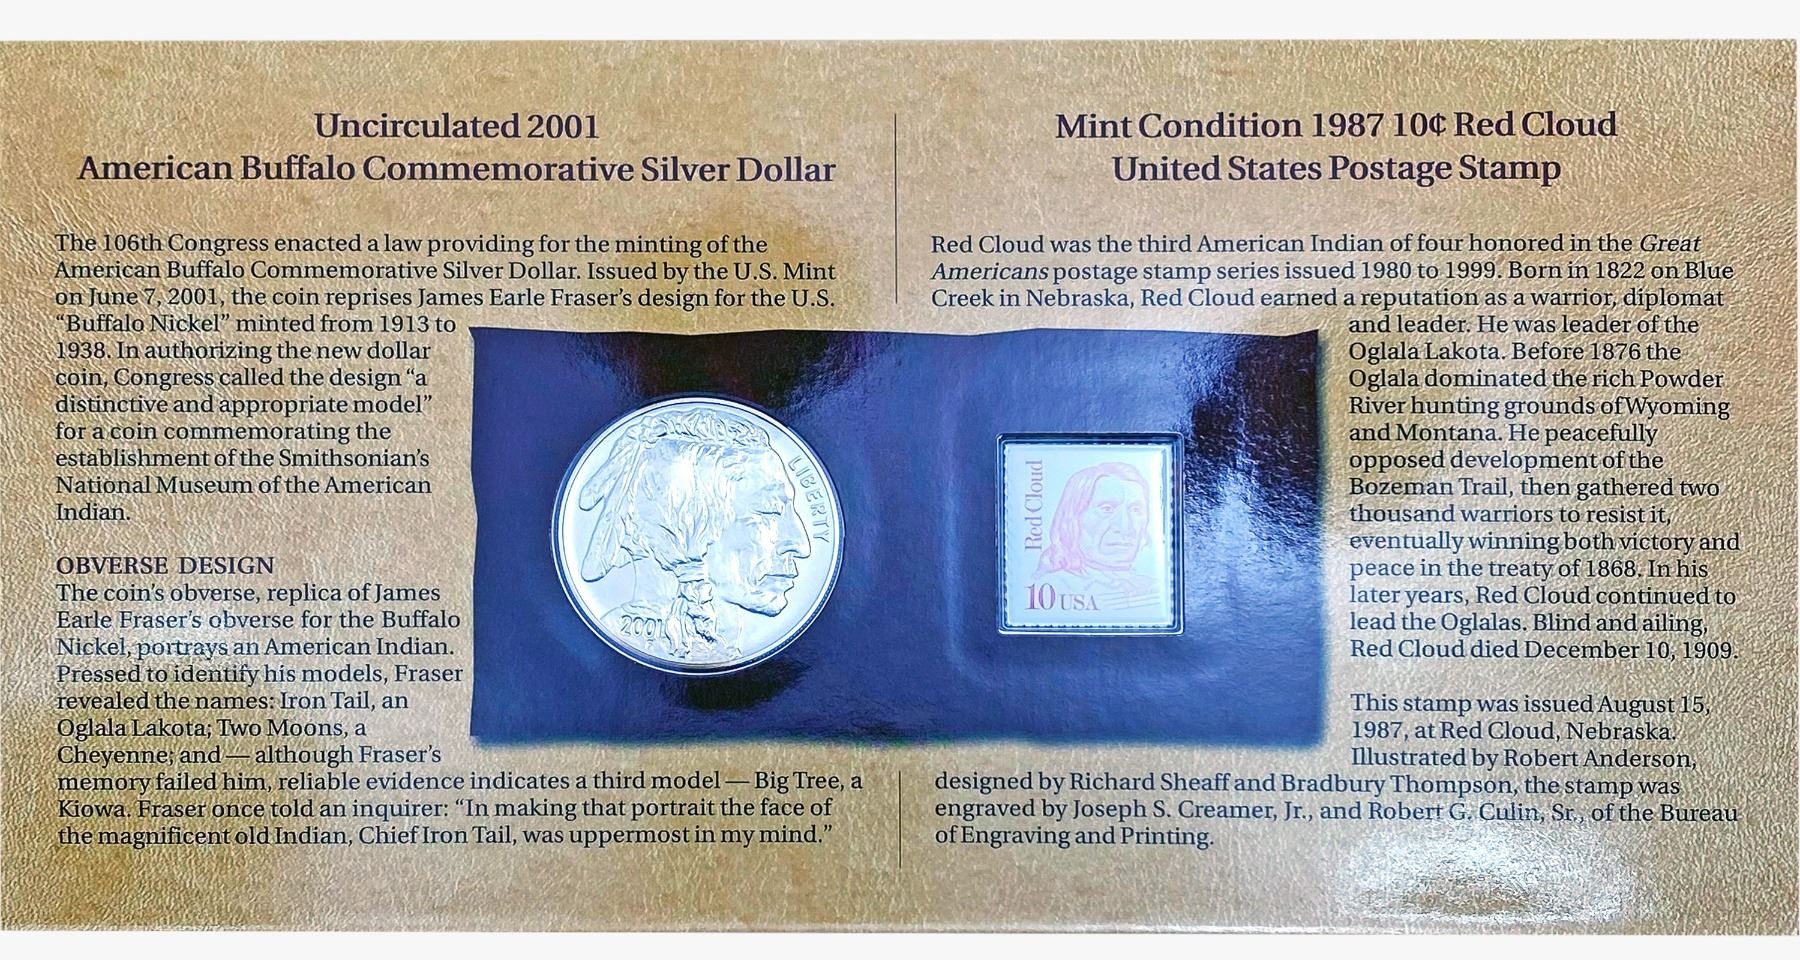 Uncirculated 2001
American Buffalo Commemorative Silver Dollar
The 106th Congress enacted a law providing for the minting of the
American Buffalo Commemorative Silver Dollar. Issued by the U.S. Mint
on June 7, 2001, the coin reprises James Earle Fraser's design for the U.S.
"Buffalo Nickel" minted from 1913 to
1938. In authorizing the new dollar
coin, Congress called the design "a
distinctive and appropriate model"
for a coin commemorating the
establishment of the Smithsonian's
National Museum of the American
Indian.
OBVERSE DESIGN
The coin's obverse, replica of James
Earle Fraser's obverse for the Buffalo
Nickel, portrays an American Indian.
Pressed to identify his models, Fraser
revealed the names: Iron Tail, an
Oglala Lakota; Two Moons, a
Cheyenne; and — although Fraser's
memory failed him, reliable evidence indicates a third model — Big Tree, a
Kiowa. Fraser once told an inquirer: "In making that portrait the face of
the magnificent old Indian, Chief Iron Tail, was uppermost in my mind."
LIBERTY
2001
Red Cloud
10 USA
Mint Condition 1987 10¢ Red Cloud
United States Postage Stamp
Red Cloud was the third American Indian of four honored in the Great
Americans postage stamp series issued 1980 to 1999. Born in 1822 on Blue
Creek in Nebraska, Red Cloud earned a reputation as a warrior, diplomat
and leader. He was leader of the
Oglala Lakota. Before 1876 the
Oglala dominated the rich Powder
River hunting grounds of Wyoming
and Montana. He peacefully
opposed development of the
Bozeman Trail, then gathered two
thousand warriors to resist it,
eventually winning both victory and
peace in the treaty of 1868. In his
later years, Red Cloud continued to
lead the Oglalas. Blind and ailing,
Red Cloud died December 10, 1909.
This stamp was issued August 15,
1987, at Red Cloud, Nebraska.
Illustrated by Robert Anderson,
designed by Richard Sheaff and Bradbury Thompson, the stamp was
engraved by Joseph S. Creamer, Jr., and Robert G. Culin, Sr., of the Bureau
of Engraving and Printing.